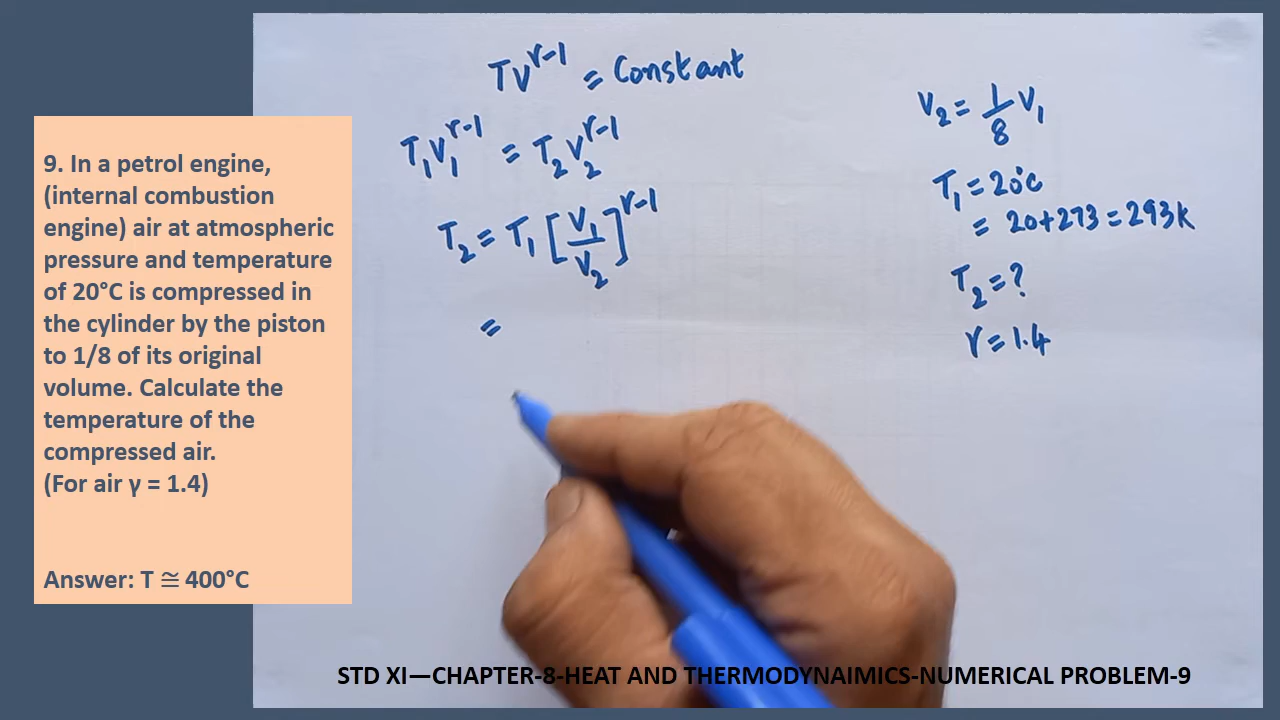 9. In a petrol engine,
(internal combustion
engine) air at atmospheric
pressure and temperature
of 20°C is compressed in
the cylinder by the piston
to 1/8 of its original
volume. Calculate the
temperature of the
compressed air.
(For air γ = 1.4)
Answer: T ≅ 400°C
TV^γ-1 = Constant
T₁V₁^γ-1 = T₂V₂^γ-1
T₂ = T₁ [V₁/V₂]^γ-1
=
V₂ = 1/8 V₁
T₁ = 20°C
= 20+273 = 293K
T₂ = ?
γ = 1.4
STD XI—CHAPTER-8-HEAT AND THERMODYNAIMICS-NUMERICAL PROBLEM-9